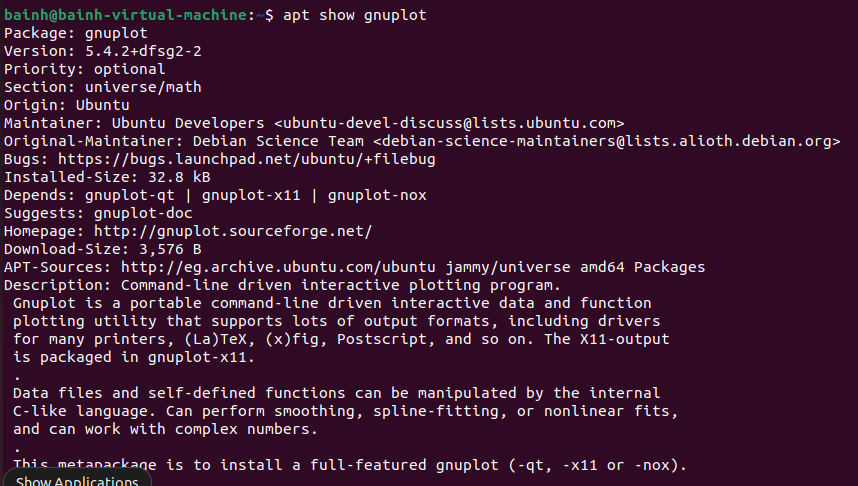 bainh@bainh-virtual-machine:~$ apt show gnuplot
Package: gnuplot
Version: 5.4.2+dfsg2-2
Priority: optional
Section: universe/math
Origin: Ubuntu
Maintainer: Ubuntu Developers <ubuntu-devel-discuss@lists.ubuntu.com>
Original-Maintainer: Debian Science Team <debian-science-maintainers@lists.alioth.debian.org>
Bugs: https://bugs.launchpad.net/ubuntu/+filebug
Installed-Size: 32.8 kB
Depends: gnuplot-qt | gnuplot-x11 | gnuplot-nox
Suggests: gnuplot-doc
Homepage: http://gnuplot.sourceforge.net/
Download-Size: 3,576 B
APT-Sources: http://eg.archive.ubuntu.com/ubuntu jammy/universe amd64 Packages
Description: Command-line driven interactive plotting program.
 Gnuplot is a portable command-line driven interactive data and function
 plotting utility that supports lots of output formats, including drivers
 for many printers, (La)TeX, (x)fig, Postscript, and so on. The X11-output
 is packaged in gnuplot-x11.
 .
 Data files and self-defined functions can be manipulated by the internal
 C-like language. Can perform smoothing, spline-fitting, or nonlinear fits,
 and can work with complex numbers.
 .
 This metapackage is to install a full-featured gnuplot (-qt, -x11 or -nox).
Show Applications